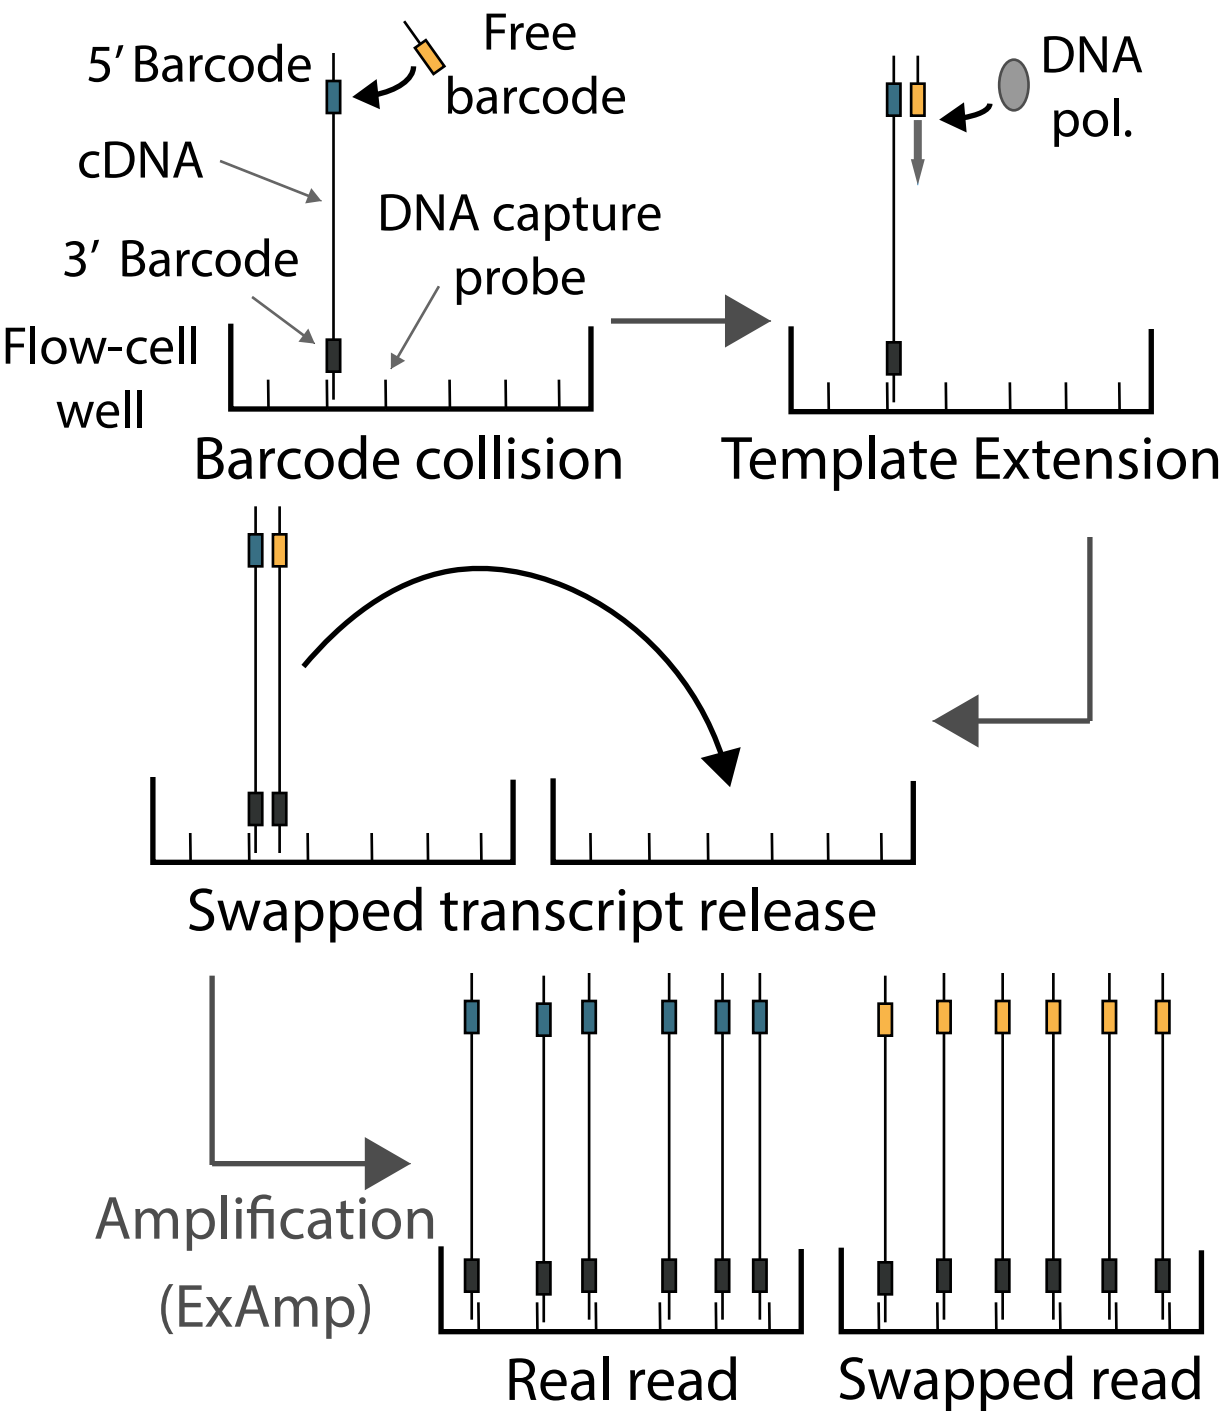 5′ Barcode
Free
barcode
cDNA
3′ Barcode
DNA capture
probe
Flow-cell
well
Barcode collision
DNA
pol.
Template Extension
Swapped transcript release
Amplification
(ExAmp)
Real read
Swapped read